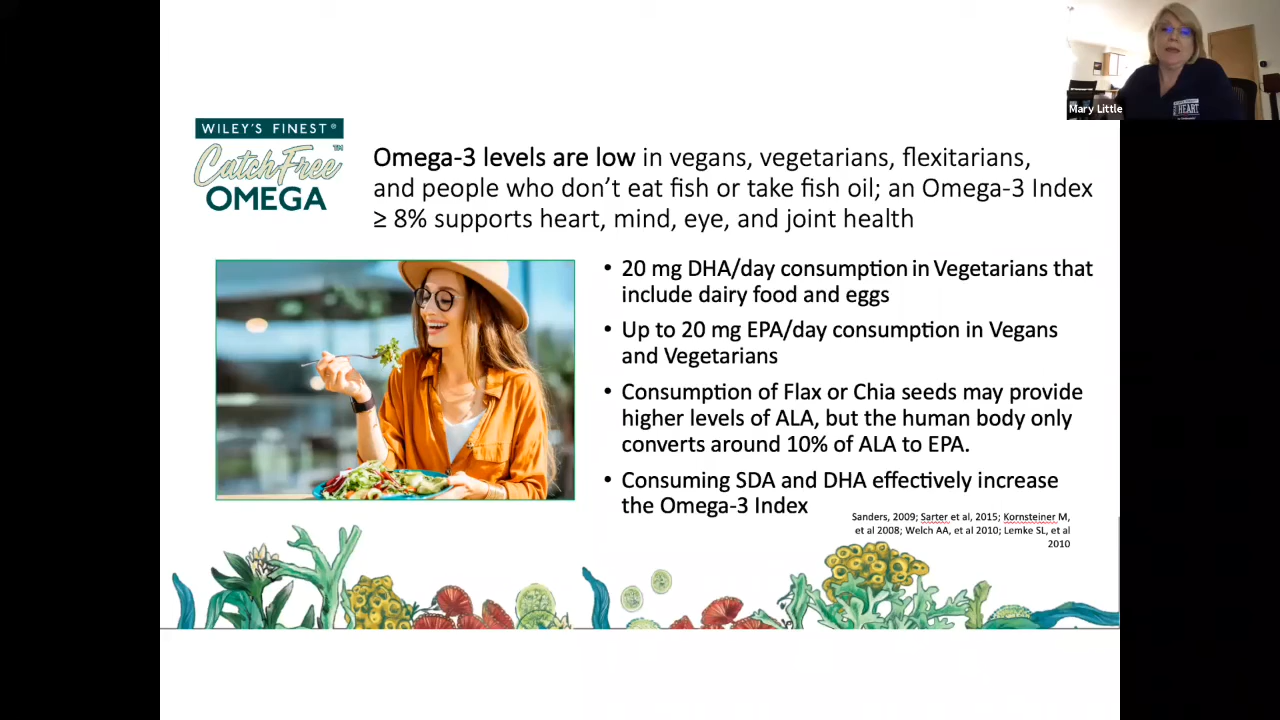 Mary Little
HEART
WILEY'S FINEST®
CatchFree™
OMEGA
Omega-3 levels are low in vegans, vegetarians, flexitarians,
and people who don't eat fish or take fish oil; an Omega-3 Index
≥ 8% supports heart, mind, eye, and joint health
• 20 mg DHA/day consumption in Vegetarians that
include dairy food and eggs
• Up to 20 mg EPA/day consumption in Vegans
and Vegetarians
• Consumption of Flax or Chia seeds may provide
higher levels of ALA, but the human body only
converts around 10% of ALA to EPA.
• Consuming SDA and DHA effectively increase
the Omega-3 Index
Sanders, 2009; Sarter et al, 2015; Kornsteiner M,
et al 2008; Welch AA, et al 2010; Lemke SL, et al
2010